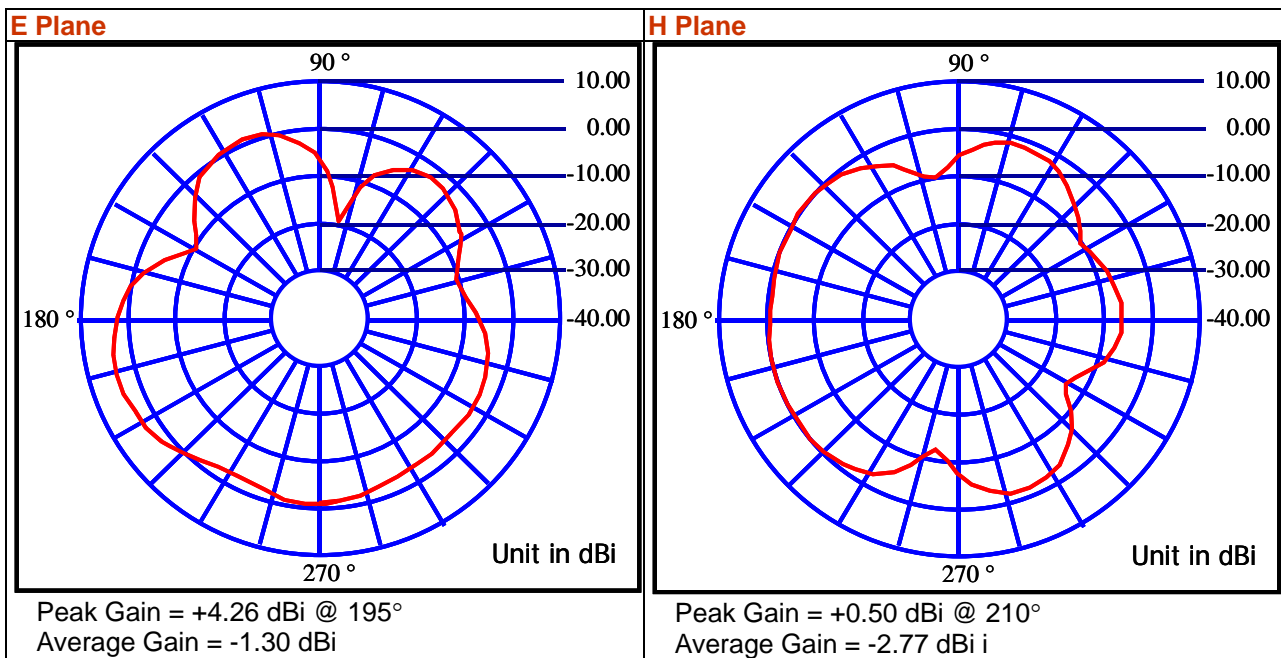 E Plane
90 °
10.00
0.00
-10.00
-20.00
-30.00
180 °
-40.00
Unit in dBi
270 °
Peak Gain = +4.26 dBi @ 195°
Average Gain = -1.30 dBi
H Plane
90 °
10.00
0.00
-10.00
-20.00
-30.00
180 °
-40.00
Unit in dBi
270 °
Peak Gain = +0.50 dBi @ 210°
Average Gain = -2.77 dBi i